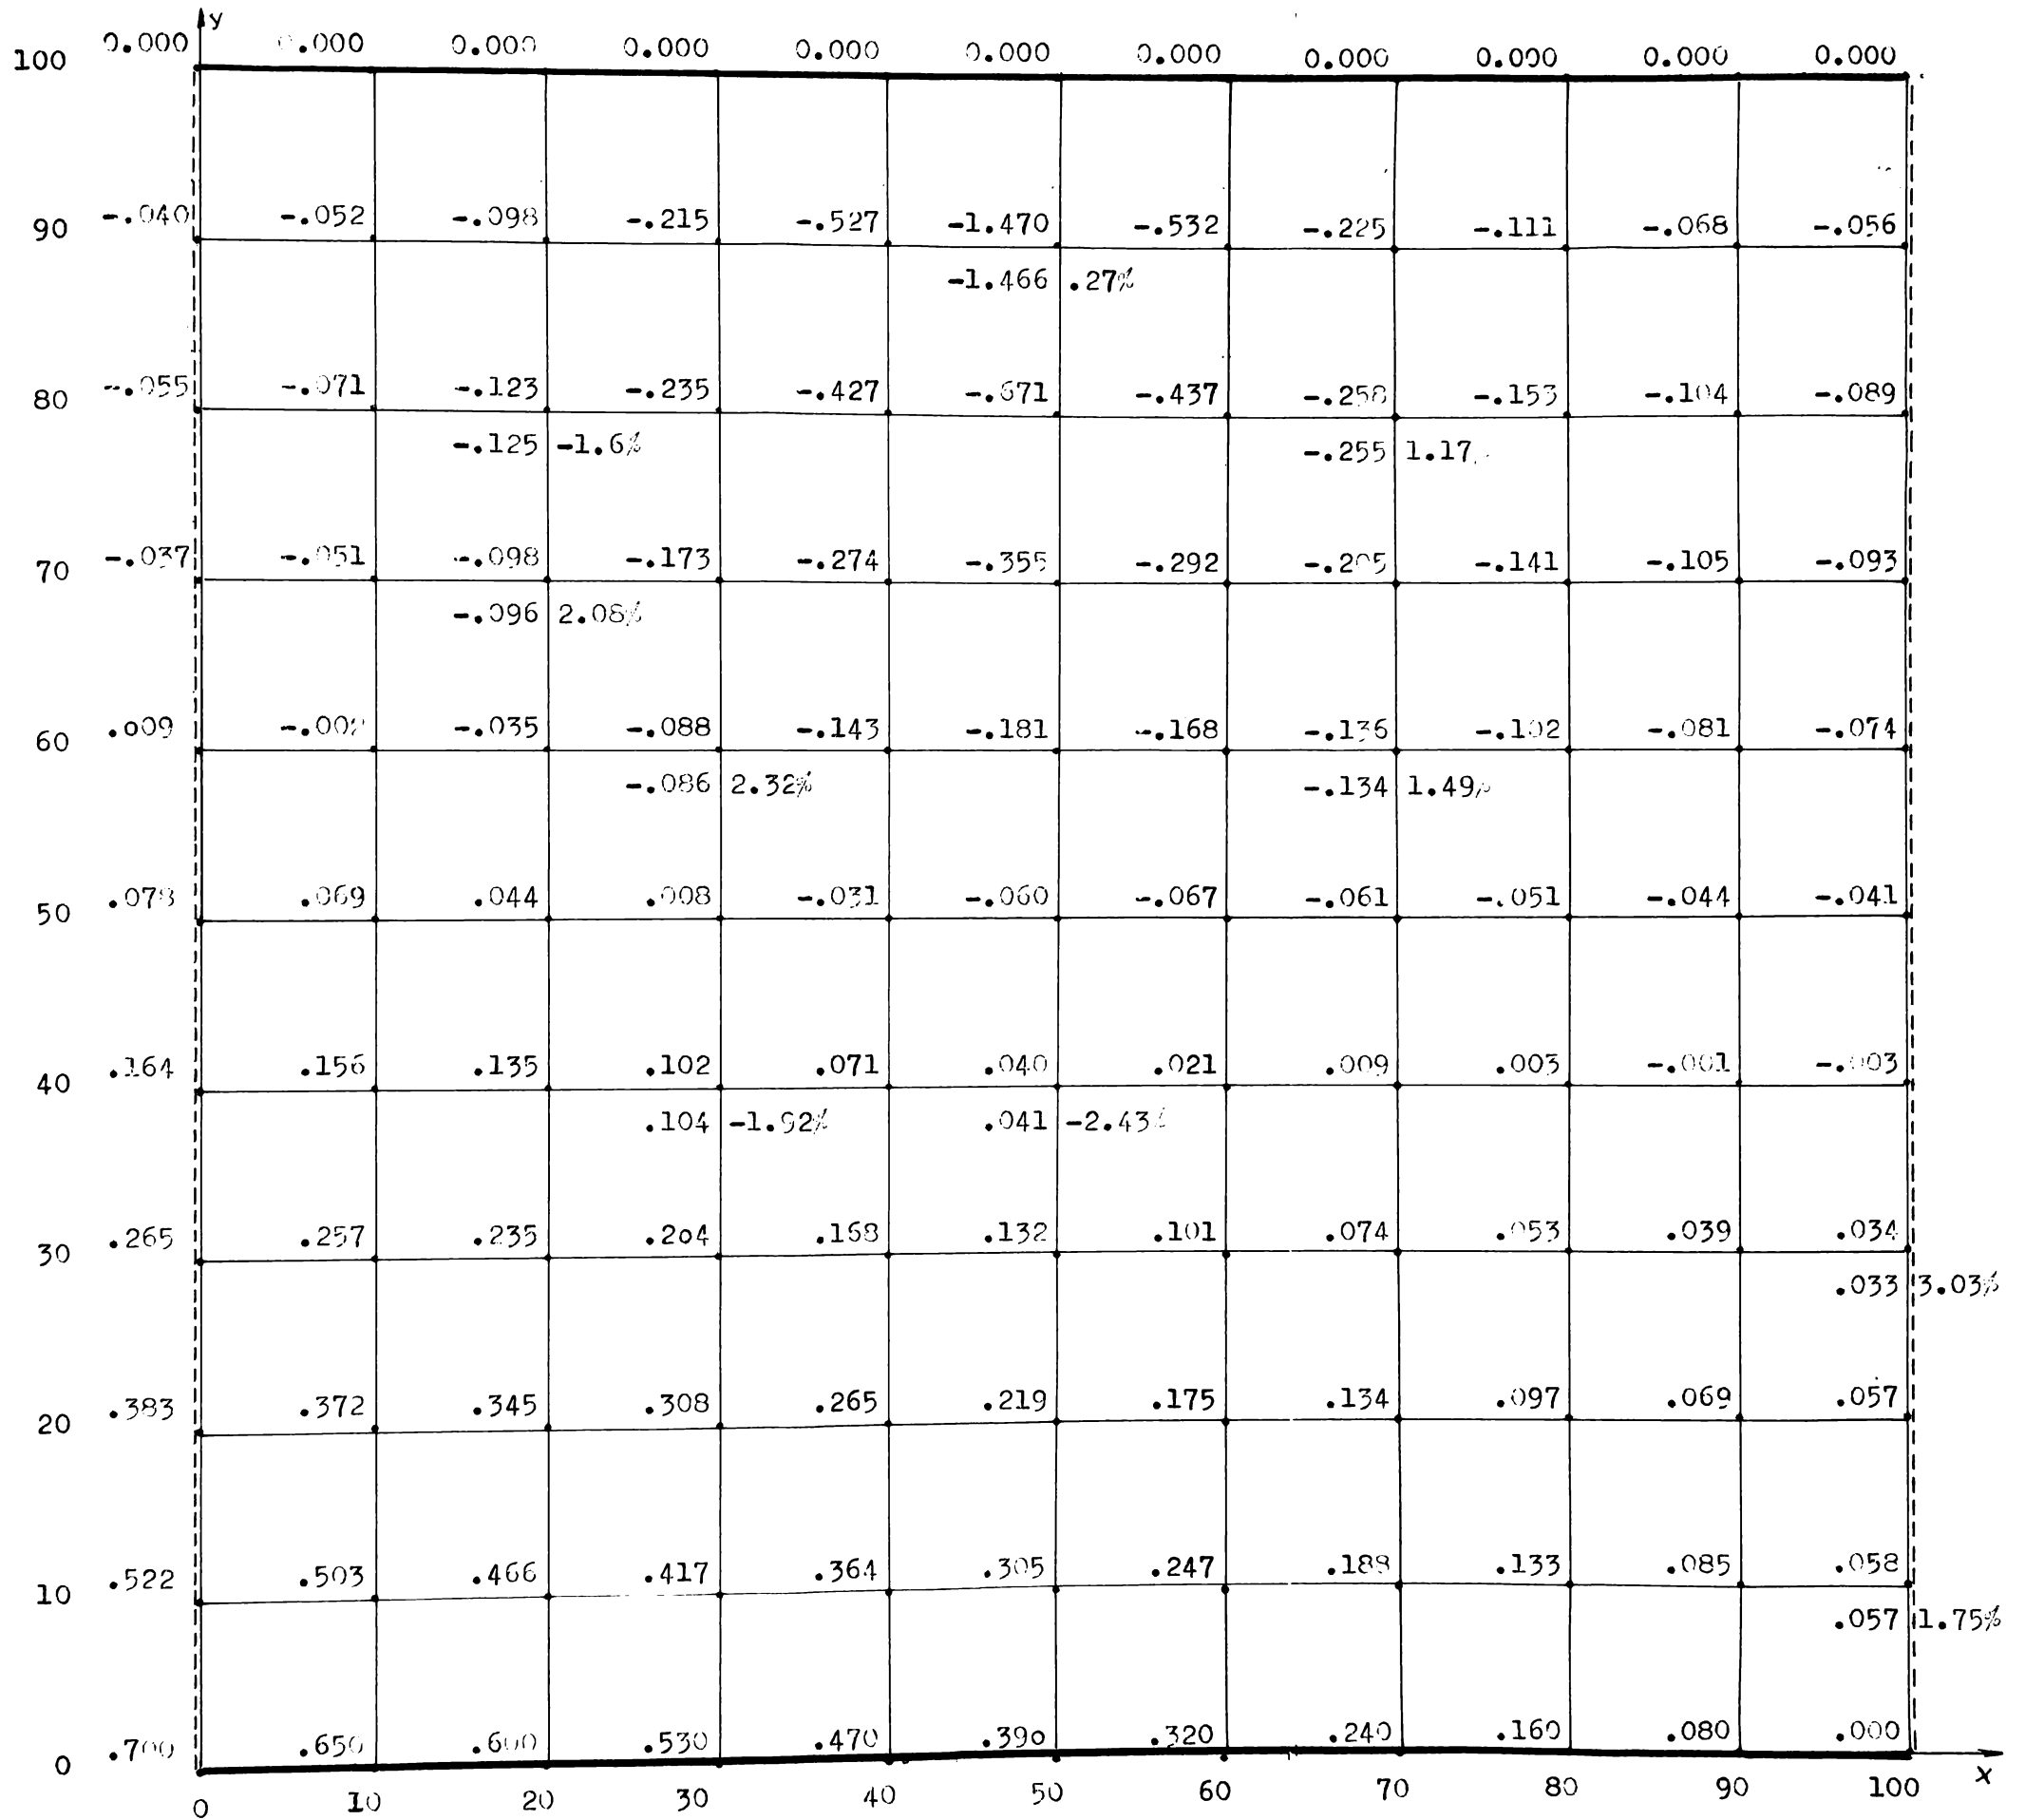 y
100 0.000 .000 0.000 0.000 0.000 0.000 0.000 0.000 0.000 0.000 0.000
90 -.040 -.052 -.098 -.215 -.527 -1.470 -.532 -.225 -.111 -.068 -.056
-1.466 .27%
80 -.055 -.071 -.123 -.235 -.427 -.671 -.437 -.258 -.153 -.104 -.089
-.125 -1.6% -.255 1.17
70 -.037 -.051 -.098 -.173 -.274 -.355 -.292 -.205 -.141 -.105 -.093
-.096 2.08%
60 .009 -.035 -.088 -.143 -.181 -.168 -.136 -.102 -.081 -.074
-.086 2.32% -.134 1.49%
50 .078 .069 .044 .008 -.031 -.060 -.067 -.061 -.051 -.044 -.041
40 .164 .156 .135 .102 .071 .040 .021 .009 .003 -.001 -.003
.104 -1.92% .041 -2.43%
30 .265 .257 .235 .204 .168 .132 .101 .074 .053 .039 .034
.033 3.03%
20 .383 .372 .345 .308 .265 .219 .175 .134 .097 .069 .057
10 .522 .503 .466 .417 .364 .305 .247 .188 .133 .085 .058
.057 1.75%
0 .700 .650 .600 .530 .470 .390 .320 .240 .160 .080 .000
0 10 20 30 40 50 60 70 80 90 100 x